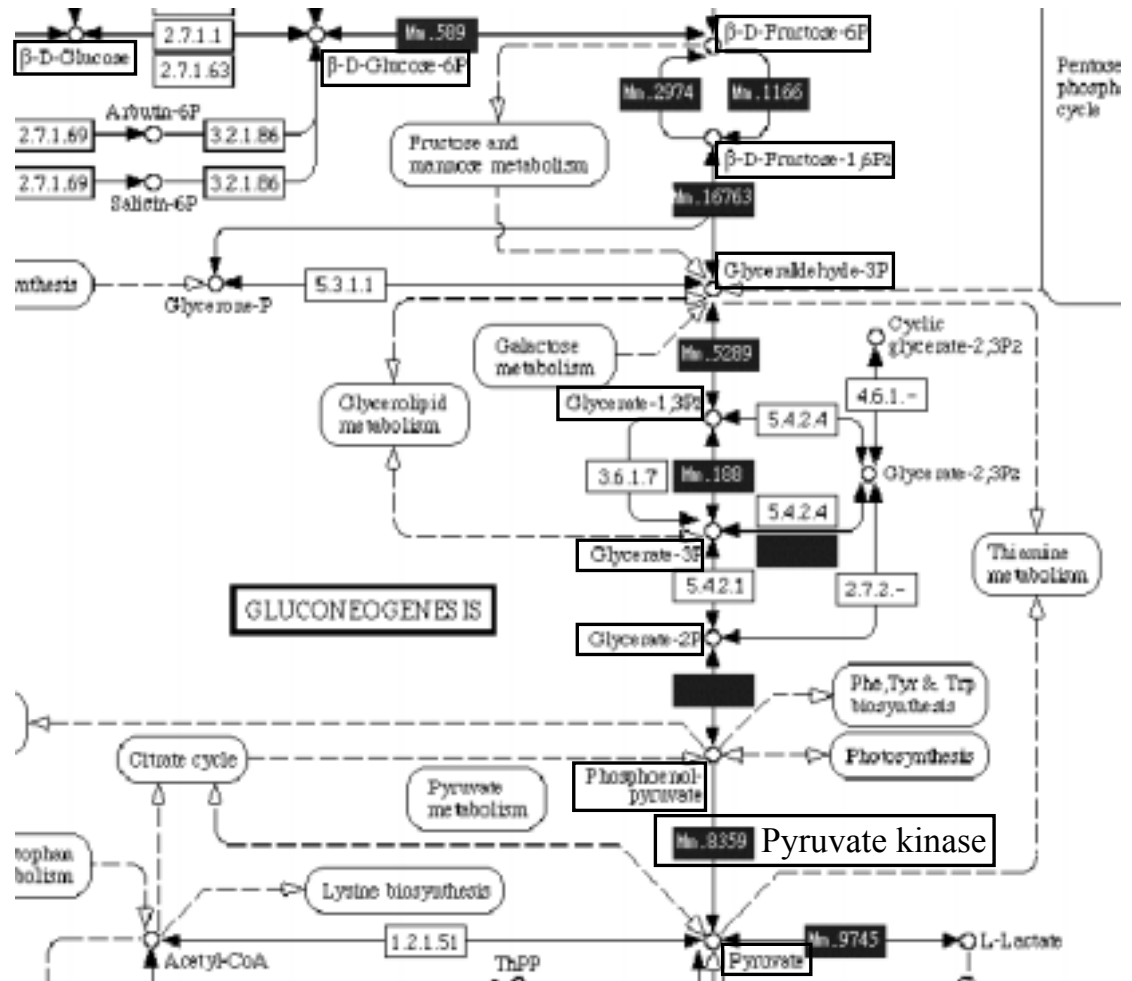 2.7.1.1
Mm.589
β-D-Fructose-6P
β-D-Glucose
2.7.1.63
β-D-Glucose-6P
Pentose
phospha
cycle
Mm.2974
Mm.1166
Arbutin-6P
2.7.1.69
3.2.1.86
Fructose and
mannose metabolism
β-D-Fructose-1,6P2
2.7.1.69
3.2.1.86
Salicin-6P
Mm.16763
Glyceraldehyde-3P
nthesis
5.3.1.1
Glycerone-P
Cyclic
glycerate-2,3P2
Galactose
metabolism
Mm.5289
4.6.1.-
Glycerolipid
metabolism
Glycerate-1,3P2
5.4.2.4
3.6.1.7
Mm.188
Glycerate-2,3P2
5.4.2.4
Glycerate-3P
Thiamine
metabolism
5.4.2.1
2.7.2.-
GLUCONEOGENESIS
Glycerate-2P
Phe,Tyr & Trp
biosynthesis
Citrate cycle
Photosynthesis
Phosphoenol-
pyruvate
Pyruvate
metabolism
Mm.8359 Pyruvate kinase
tophan
bolism
Lysine biosynthesis
1.2.1.51
Mm.9745
L-Lactate
Acetyl-CoA
ThPP
Pyruvate